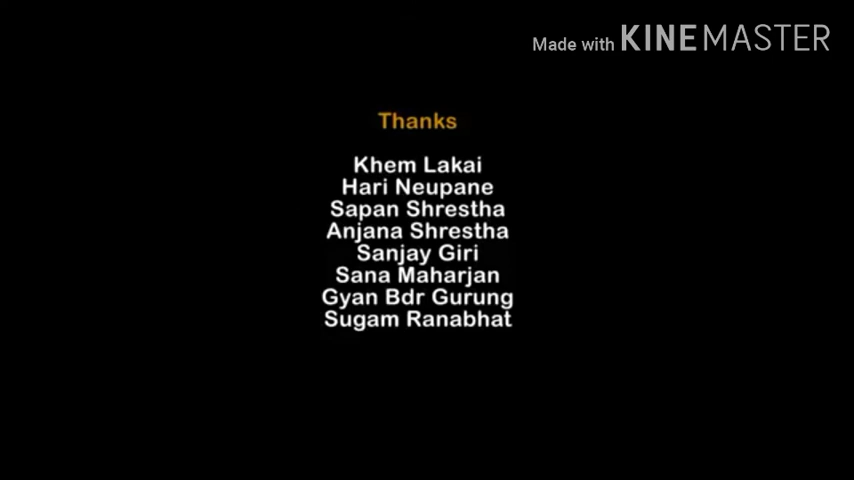 Made with KINEMASTER
Thanks
Khem Lakai
Hari Neupane
Sapan Shrestha
Anjana Shrestha
Sanjay Giri
Sana Maharjan
Gyan Bdr Gurung
Sugam Ranabhat